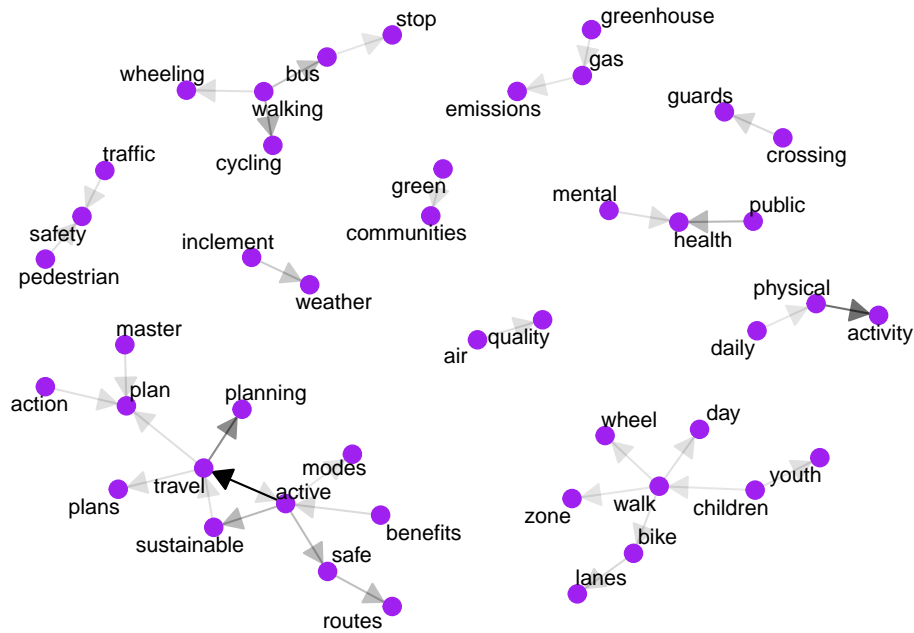 stop
greenhouse
wheeling
bus
gas
walking
emissions
guards
cycling
crossing
traffic
green
mental
public
safety
communities
health
pedestrian
inclement
weather
physical
master
air
quality
daily
activity
action
plan
planning
wheel
day
modes
youth
plans
travel
active
zone
walk
children
sustainable
benefits
bike
safe
lanes
routes